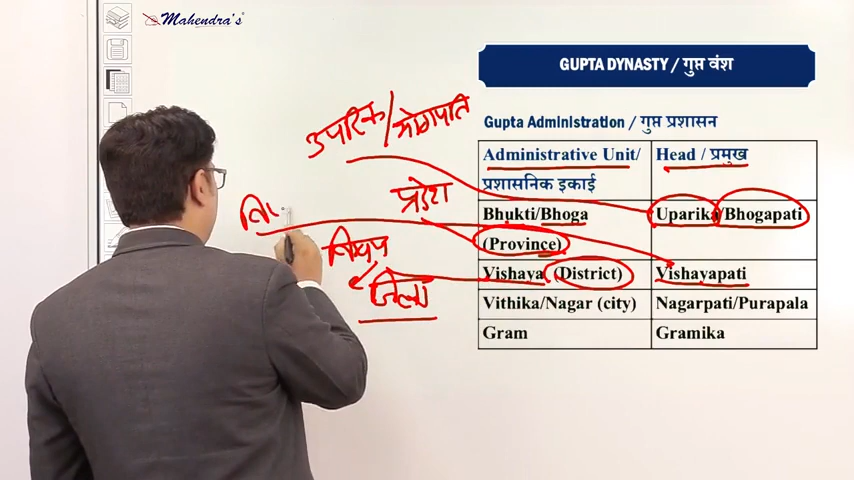 Mahendra's
GUPTA DYNASTY / गुप्त वंश
Gupta Administration / गुप्त प्रशासन
Administrative Unit/ Head / प्रमुख
प्रशासनिक इकाई
Bhukti/Bhoga Uparika/Bhogapati
(Province)
Vishaya (District) Vishayapati
Vithika/Nagar (city) Nagarpati/Purapala
Gram Gramika
उपरिक/भोगपति
प्रदेश
विषय
जिला